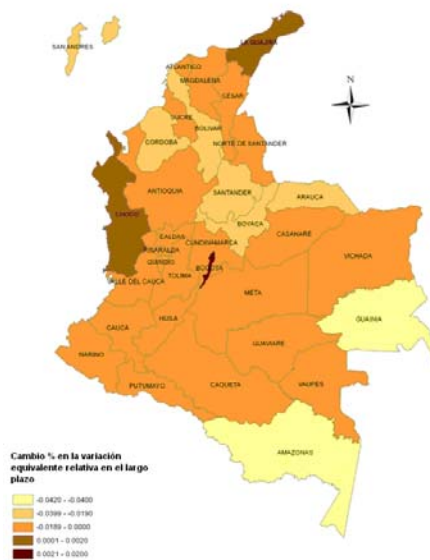 SAN ANDRES
LA GUAJIRA
ATLANTICO
MAGDALENA
CESAR
SUCRE
BOLIVAR
NORTE DE SANTANDER
CORDOBA
N
ANTIOQUIA
SANTANDER
ARAUCA
CHOCO
BOYACA
CASANARE
CALDAS
CUNDINAMARCA
RISARALDA
VICHADA
QUINDIO
BOGOTA
TOLIMA
VALLE DEL CAUCA
META
GUAINIA
CAUCA
HUILA
GUAVIARE
NARINO
VAUPES
PUTUMAYO
CAQUETA
AMAZONAS
Cambio % en la variación
equivalente relativa en el largo
plazo
-0.0420 - -0.0400
-0.0399 - -0.0190
-0.0189 - 0.0000
0.0001 - 0.0020
0.0021 - 0.0200